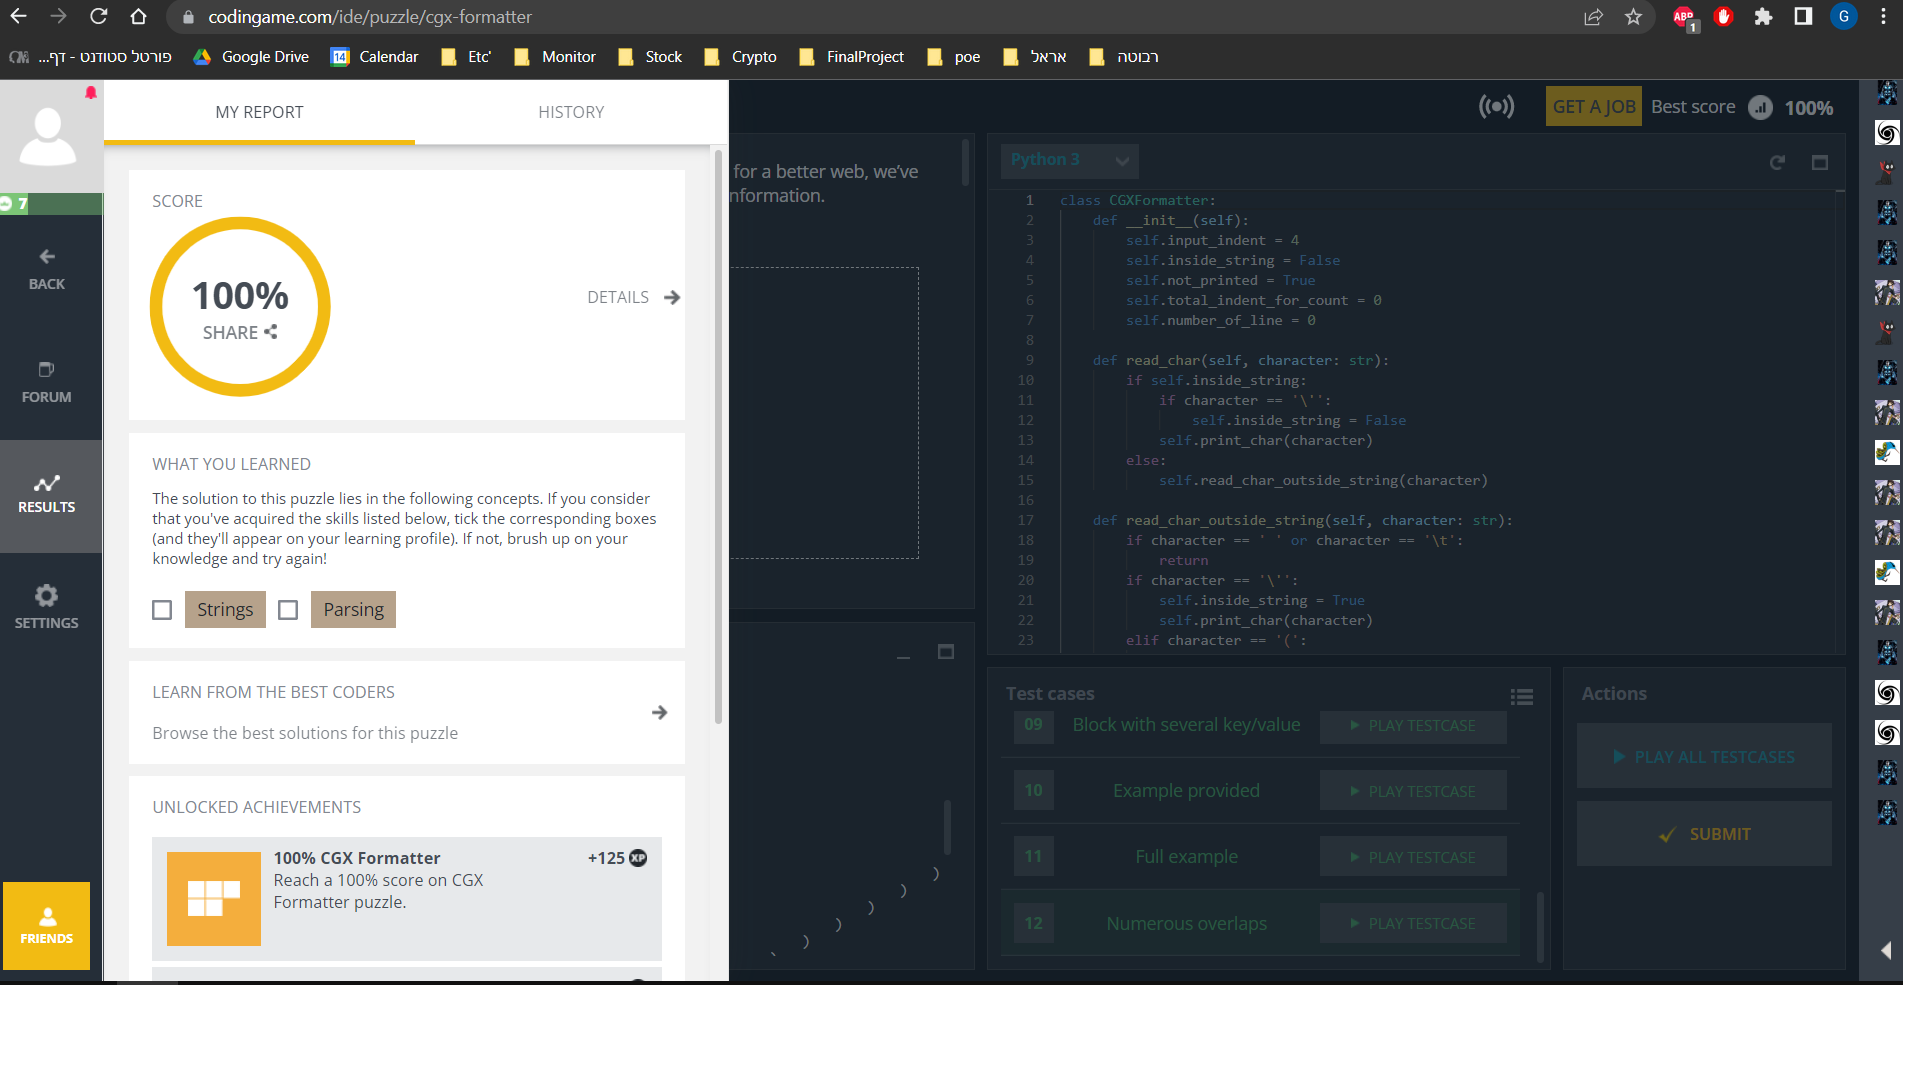 codingame.com/ide/puzzle/cgx-formatter
ABP
1
G
פורטל סטודנט - דף...
Google Drive
14
Calendar
Etc'
Monitor
Stock
Crypto
FinalProject
poe
אראל
רבוטה
7
BACK
FORUM
RESULTS
SETTINGS
FRIENDS
MY REPORT
HISTORY
SCORE
100%
SHARE
DETAILS
WHAT YOU LEARNED
The solution to this puzzle lies in the following concepts. If you consider
that you've acquired the skills listed below, tick the corresponding boxes
(and they'll appear on your learning profile). If not, brush up on your
knowledge and try again!
Strings
Parsing
LEARN FROM THE BEST CODERS
Browse the best solutions for this puzzle
UNLOCKED ACHIEVEMENTS
100% CGX Formatter
+125 XP
Reach a 100% score on CGX
Formatter puzzle.
for a better web, we've
nformation.
)
)
)
)
)
GET A JOB
Best score
100%
Python 3
1 class CGXFormatter:
2     def __init__(self):
3         self.input_indent = 4
4         self.inside_string = False
5         self.not_printed = True
6         self.total_indent_for_count = 0
7         self.number_of_line = 0
8
9     def read_char(self, character: str):
10         if self.inside_string:
11             if character == '\'':
12                 self.inside_string = False
13             self.print_char(character)
14         else:
15             self.read_char_outside_string(character)
16
17     def read_char_outside_string(self, character: str):
18         if character == ' ' or character == '\t':
19             return
20         if character == '\'':
21             self.inside_string = True
22             self.print_char(character)
23         elif character == '(':
Test cases
09 Block with several key/value PLAY TESTCASE
10 Example provided PLAY TESTCASE
11 Full example PLAY TESTCASE
12 Numerous overlaps PLAY TESTCASE
Actions
PLAY ALL TESTCASES
SUBMIT